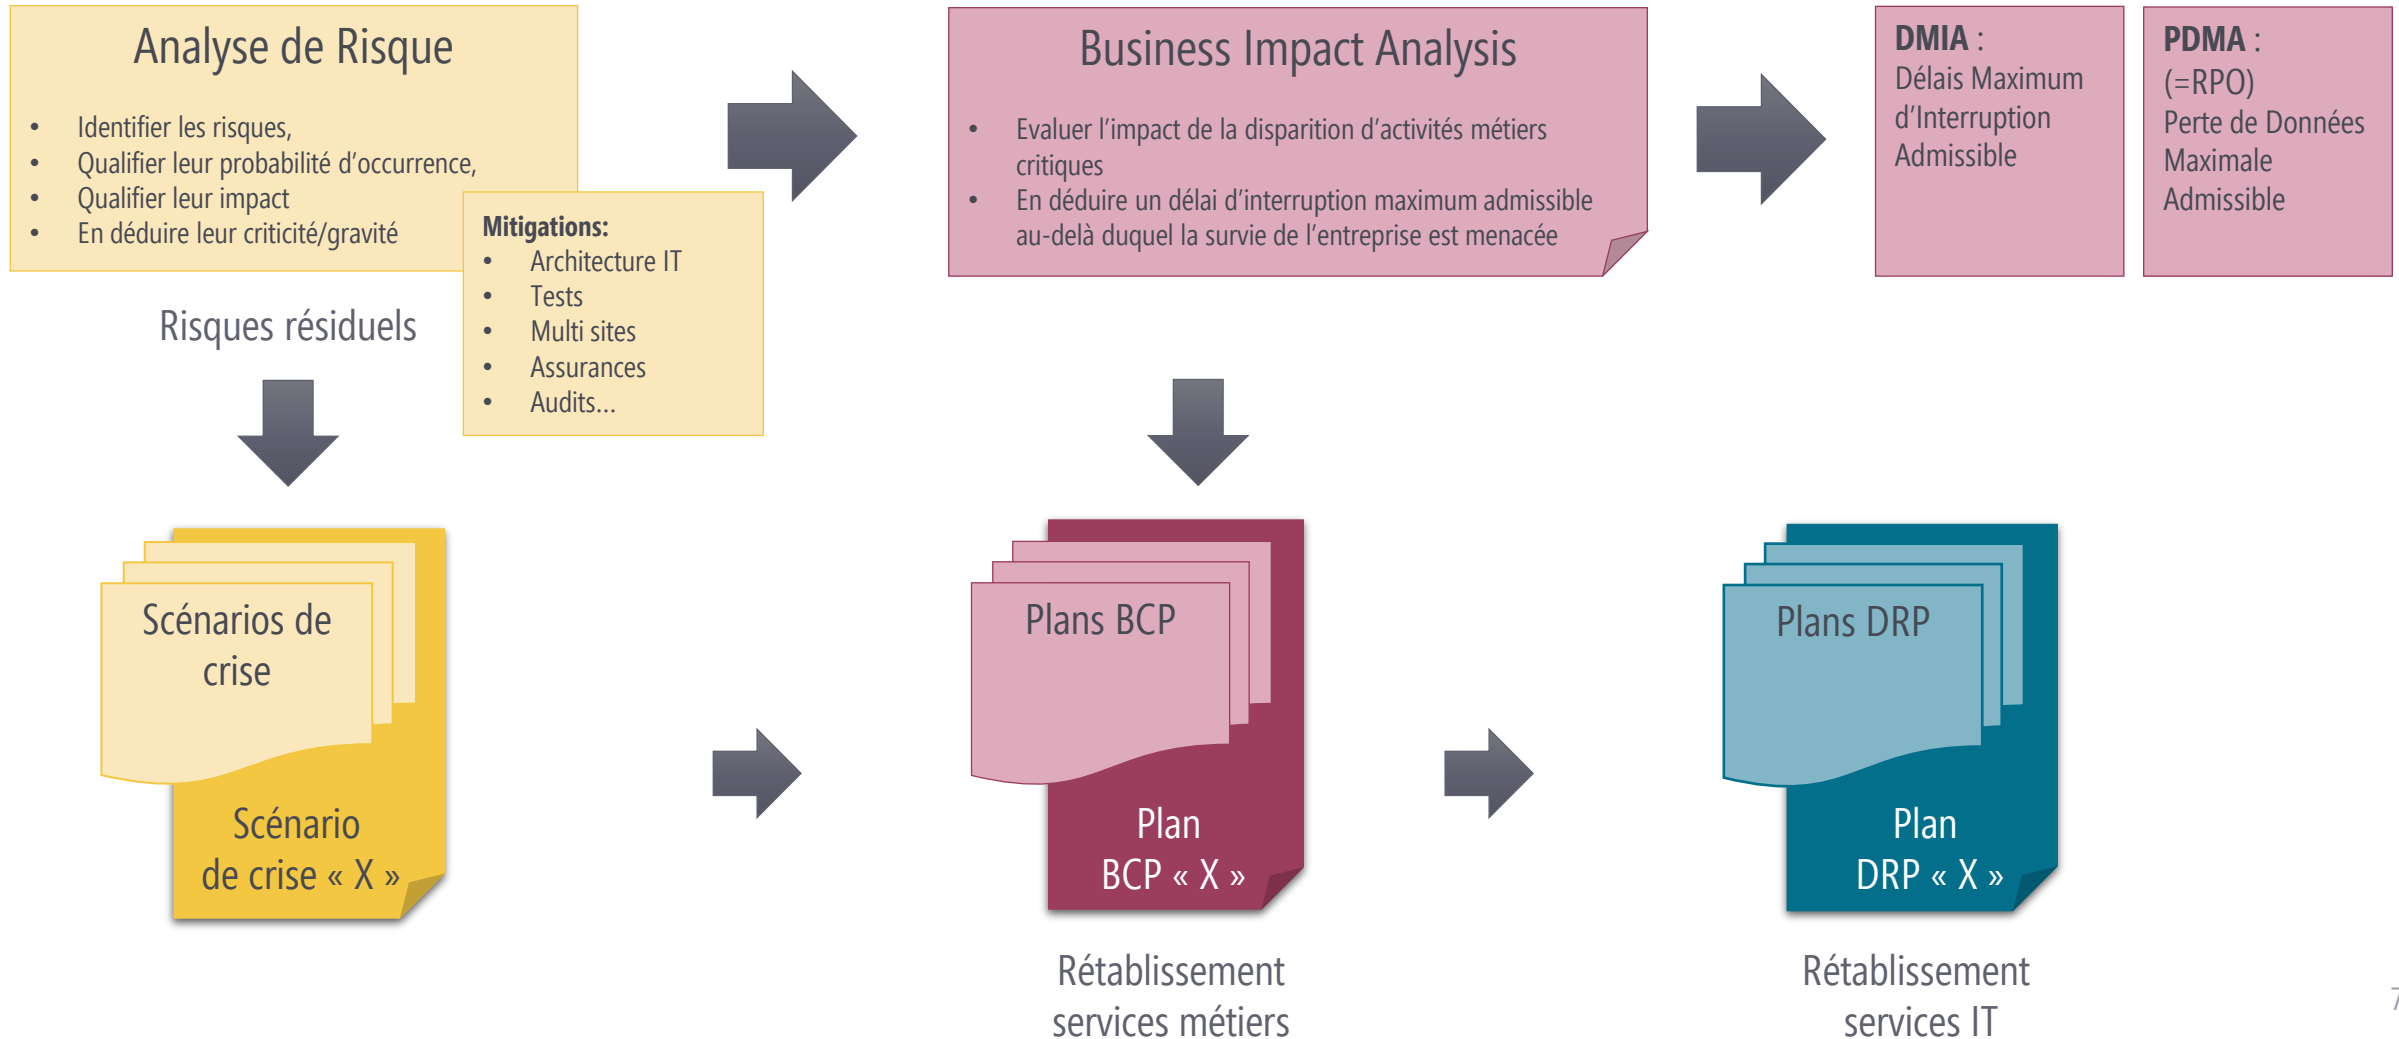 Analyse de Risque
• Identifier les risques,
• Qualifier leur probabilité d’occurrence,
• Qualifier leur impact
• En déduire leur criticité/gravité
Mitigations:
• Architecture IT
• Tests
• Multi sites
• Assurances
• Audits…
Risques résiduels
Business Impact Analysis
• Evaluer l’impact de la disparition d’activités métiers
critiques
• En déduire un délai d’interruption maximum admissible
au-delà duquel la survie de l’entreprise est menacée
DMIA :
Délais Maximum
d’Interruption
Admissible
PDMA :
(=RPO)
Perte de Données
Maximale
Admissible
Scénarios de
crise
Scénario
de crise « X »
Plans BCP
Plan
BCP « X »
Rétablissement
services métiers
Plans DRP
Plan
DRP « X »
Rétablissement
services IT
7